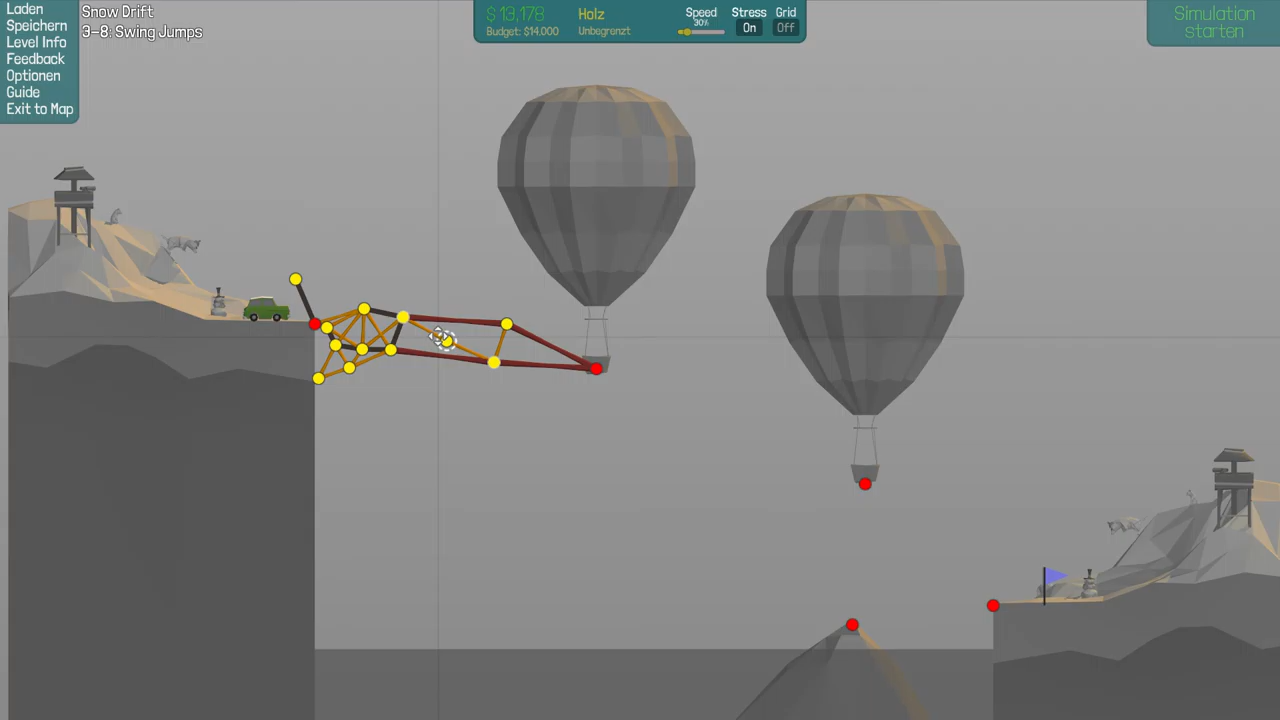 Laden
Speichern
Level Info
Feedback
Optionen
Guide
Exit to Map
Snow Drift
3-8: Swing Jumps
$ 13,178
Budget: $14,000
Holz
Unbegrenzt
Speed
30%
Stress
On
Grid
Off
Simulation
starten